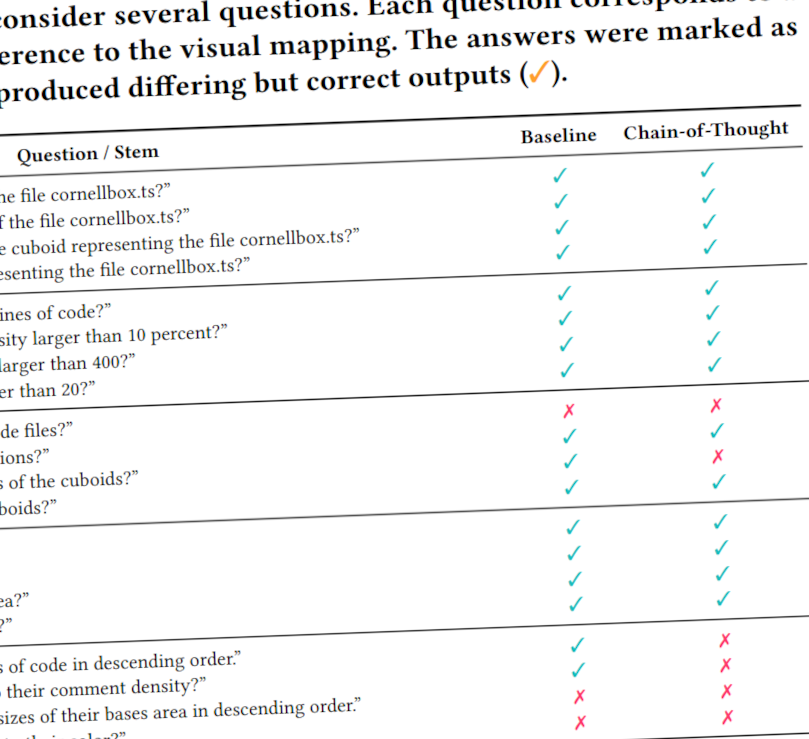 consider several questions. Each question
erence to the visual mapping. The answers were marked as
produced differing but correct outputs (✓).
Question / Stem Baseline Chain-of-Thought
he file cornellbox.ts?” ✓ ✓
f the file cornellbox.ts?” ✓ ✓
e cuboid representing the file cornellbox.ts?” ✓ ✓
esenting the file cornellbox.ts?” ✓ ✓
ines of code?” ✓ ✓
sity larger than 10 percent?” ✓ ✓
larger than 400?” ✓ ✓
er than 20?” ✓ ✓
de files?” ✗ ✗
ions?” ✓ ✓
s of the cuboids?” ✓ ✗
boids?” ✓ ✓
✓ ✓
✓ ✓
ea?” ✓ ✓
?” ✓ ✓
s of code in descending order.” ✓ ✗
their comment density?” ✓ ✗
sizes of their bases area in descending order.” ✗ ✗
✗ ✗